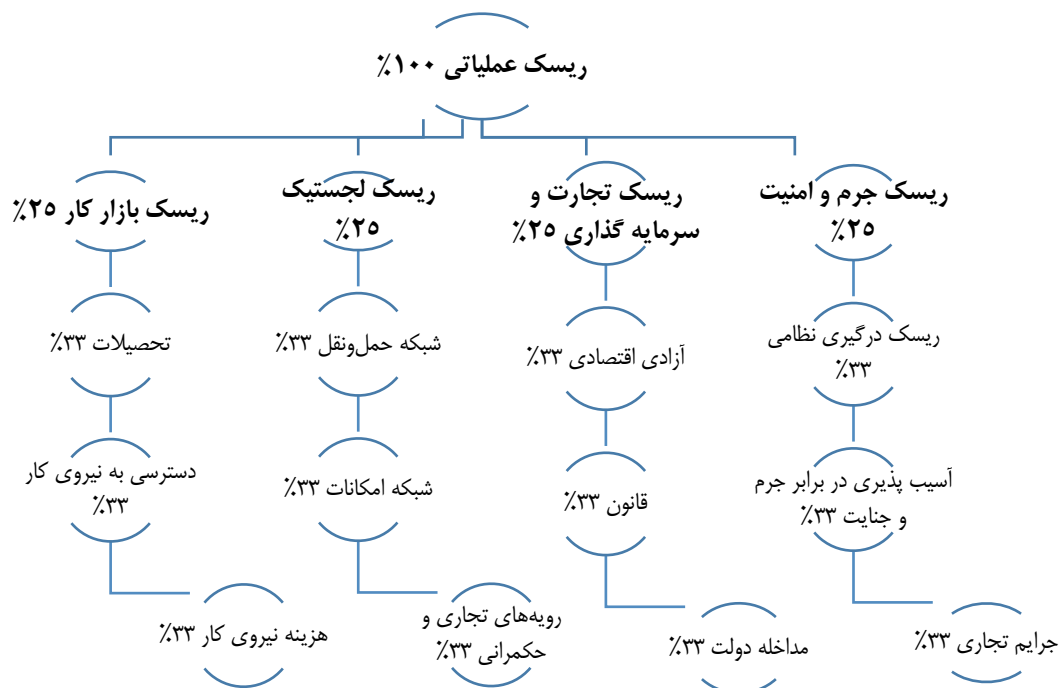 ریسک عملیاتی ۱۰۰٪
ریسک جرم و امنیت
۲۵٪
ریسک تجارت و
سرمایه گذاری ۲۵٪
ریسک لجستیک
۲۵٪
ریسک بازار کار ۲۵٪
ریسک درگیری نظامی
۳۳٪
آزادی اقتصادی ۳۳٪
شبکه حمل‌ونقل ۳۳٪
تحصیلات ۳۳٪
آسیب پذیری در برابر جرم
و جنایت ۳۳٪
قانون ۳۳٪
شبکه امکانات ۳۳٪
دسترسی به نیروی کار
۳۳٪
جرایم تجاری ۳۳٪
مداخله دولت ۳۳٪
رویه‌های تجاری و
حکمرانی ۳۳٪
هزینه نیروی کار ۳۳٪